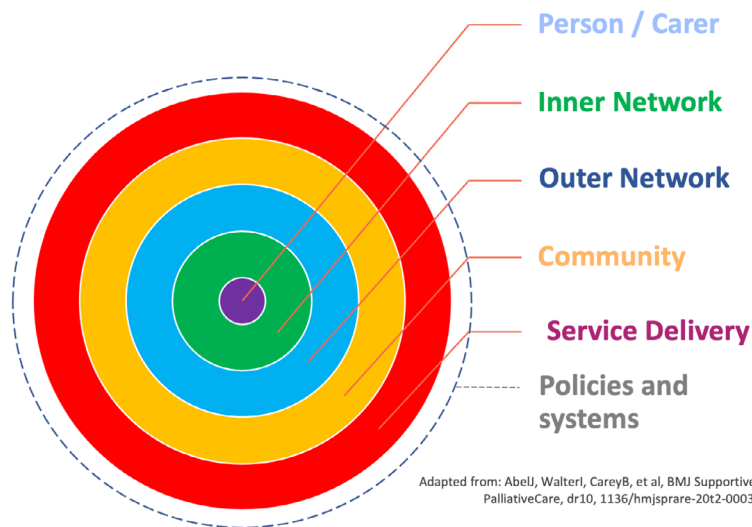 Person / Carer
Inner Network
Outer Network
Community
Service Delivery
Policies and
systems
Adapted from: AbelJ, WalterI, CareyB, et al, BMJ Supportive
PalliativeCare, dr10, 1136/hmjsprare-20t2-0003